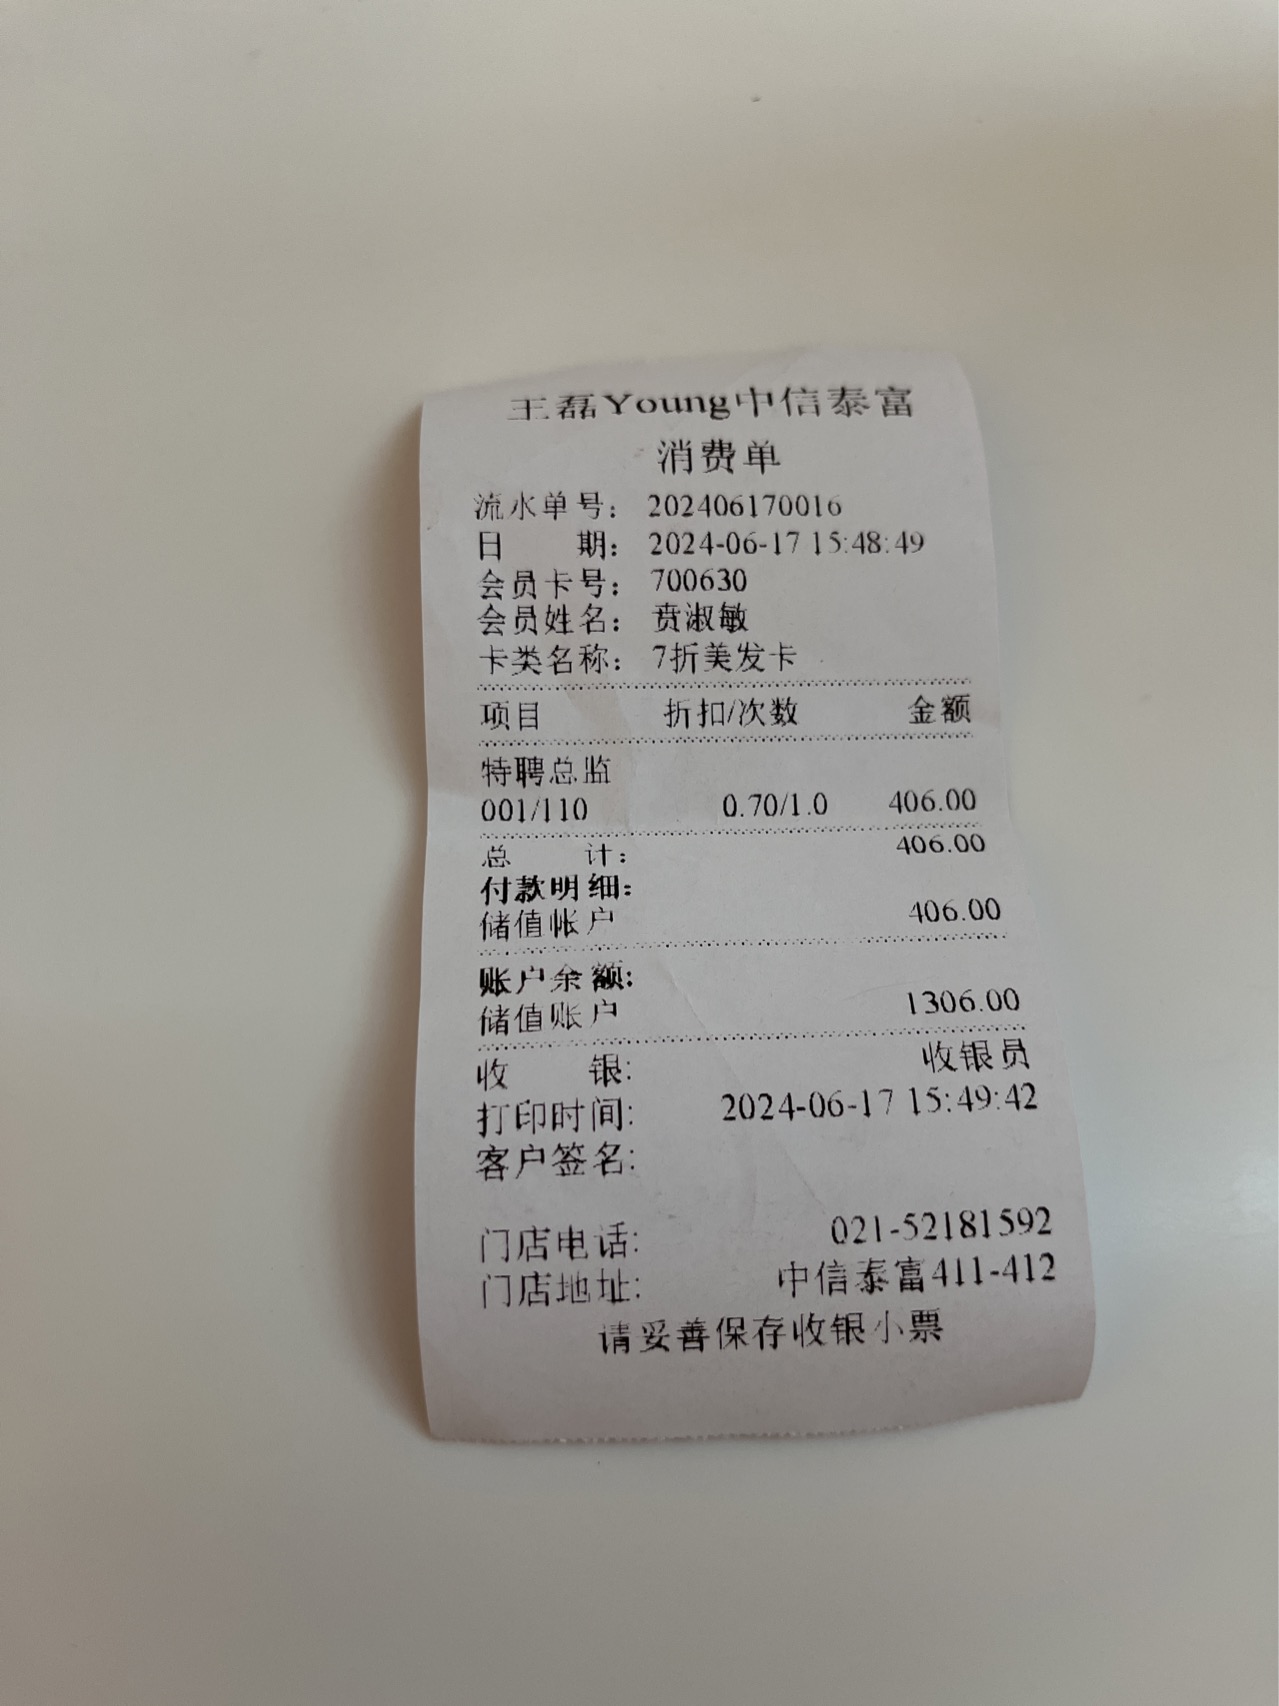 王磊Young中信泰富
消费单
流水单号： 202406170016
日 期： 2024-06-17 15:48:49
会员卡号： 700630
会员姓名： 贲淑敏
卡类名称： 7折美发卡
项目 折扣/次数 金额
特聘总监
001/110 0.70/1.0 406.00
总 计： 406.00
付款明细:
储值帐户 406.00
账户余额:
储值账户 1306.00
收 银: 收银员
打印时间: 2024-06-17 15:49:42
客户签名:
门店电话: 021-52181592
门店地址: 中信泰富411-412
请妥善保存收银小票